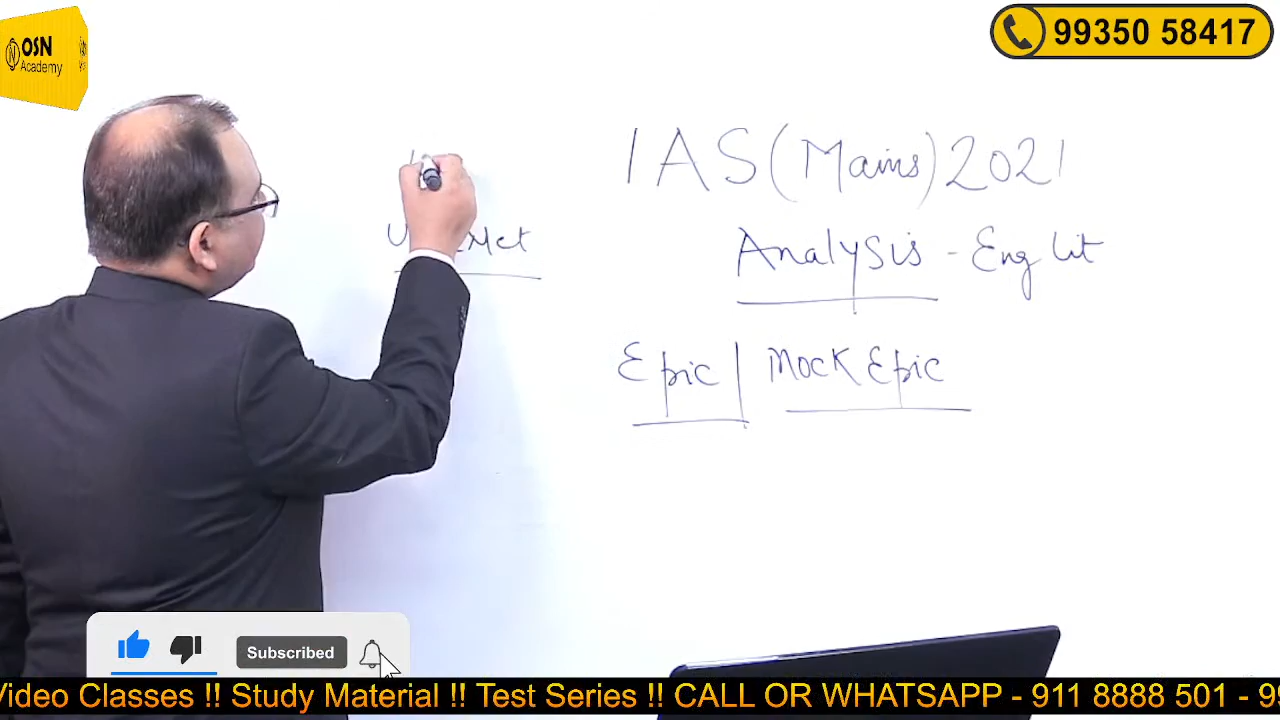 OSN
Academy
99350 58417
IAS (Mains) 2021
Analysis - Eng Lit
Epic | Mock Epic
Subscribed
Video Classes !! Study Material !! Test Series !! CALL OR WHATSAPP - 911 8888 501 - 9